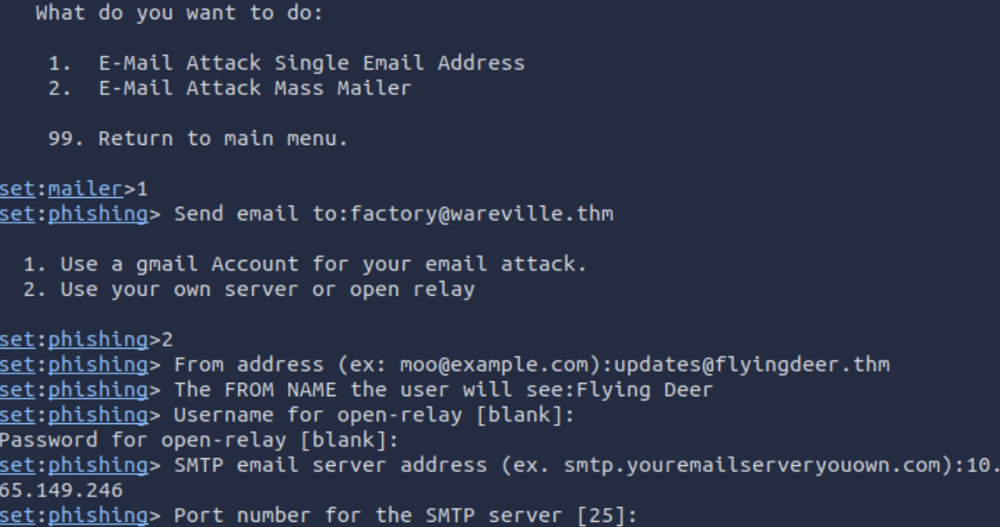 What do you want to do:
1. E-Mail Attack Single Email Address
2. E-Mail Attack Mass Mailer
99. Return to main menu.
set:mailer>1
set:phishing> Send email to:factory@wareville.thm
1. Use a gmail Account for your email attack.
2. Use your own server or open relay
set:phishing>2
set:phishing> From address (ex: moo@example.com):updates@flyingdeer.thm
set:phishing> The FROM NAME the user will see:Flying Deer
set:phishing> Username for open-relay [blank]:
Password for open-relay [blank]:
set:phishing> SMTP email server address (ex. smtp.youremailserveryouown.com):10.
65.149.246
set:phishing> Port number for the SMTP server [25]: